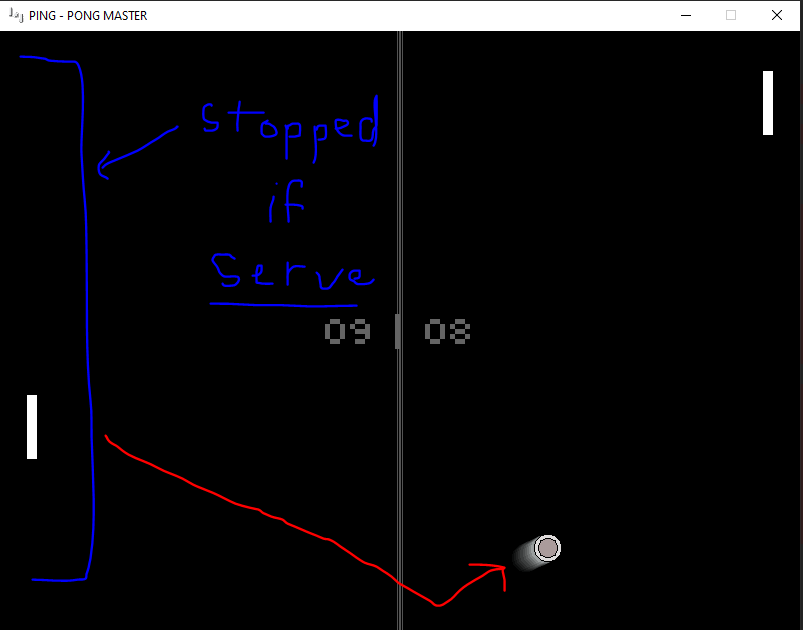 PING - PONG MASTER
stopped
if
Serve
09 | 08